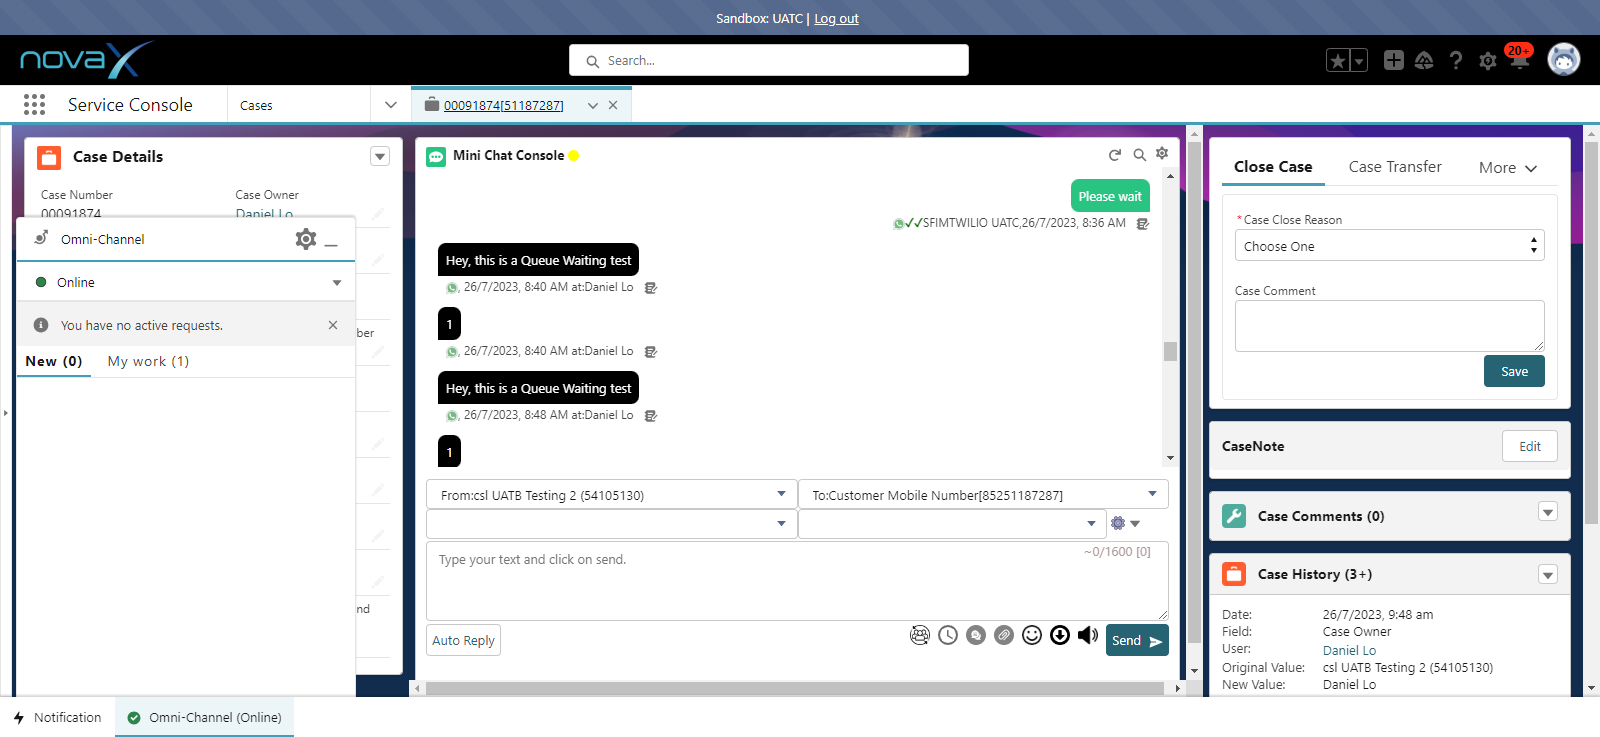 Sandbox: UATC | Log out
novaX
Search...
20+
Service Console
Cases
00091874[51187287]
Case Details
Case Number
Case Owner
00091874
Daniel Lo
Omni-Channel
Online
You have no active requests.
New (0)
My work (1)
ber
nd
Mini Chat Console
Please wait
SFIMTWILIO UATC,26/7/2023, 8:36 AM
Hey, this is a Queue Waiting test
, 26/7/2023, 8:40 AM at:Daniel Lo
1
, 26/7/2023, 8:40 AM at:Daniel Lo
Hey, this is a Queue Waiting test
, 26/7/2023, 8:48 AM at:Daniel Lo
1
From:csl UATB Testing 2 (54105130)
To:Customer Mobile Number[85251187287]
Type your text and click on send.
~0/1600 [0]
Auto Reply
Send
Close Case
Case Transfer
More
*Case Close Reason
Choose One
Case Comment
Save
CaseNote
Edit
Case Comments (0)
Case History (3+)
Date: 26/7/2023, 9:48 am
Field: Case Owner
User: Daniel Lo
Original Value: csl UATB Testing 2 (54105130)
New Value: Daniel Lo
Notification
Omni-Channel (Online)